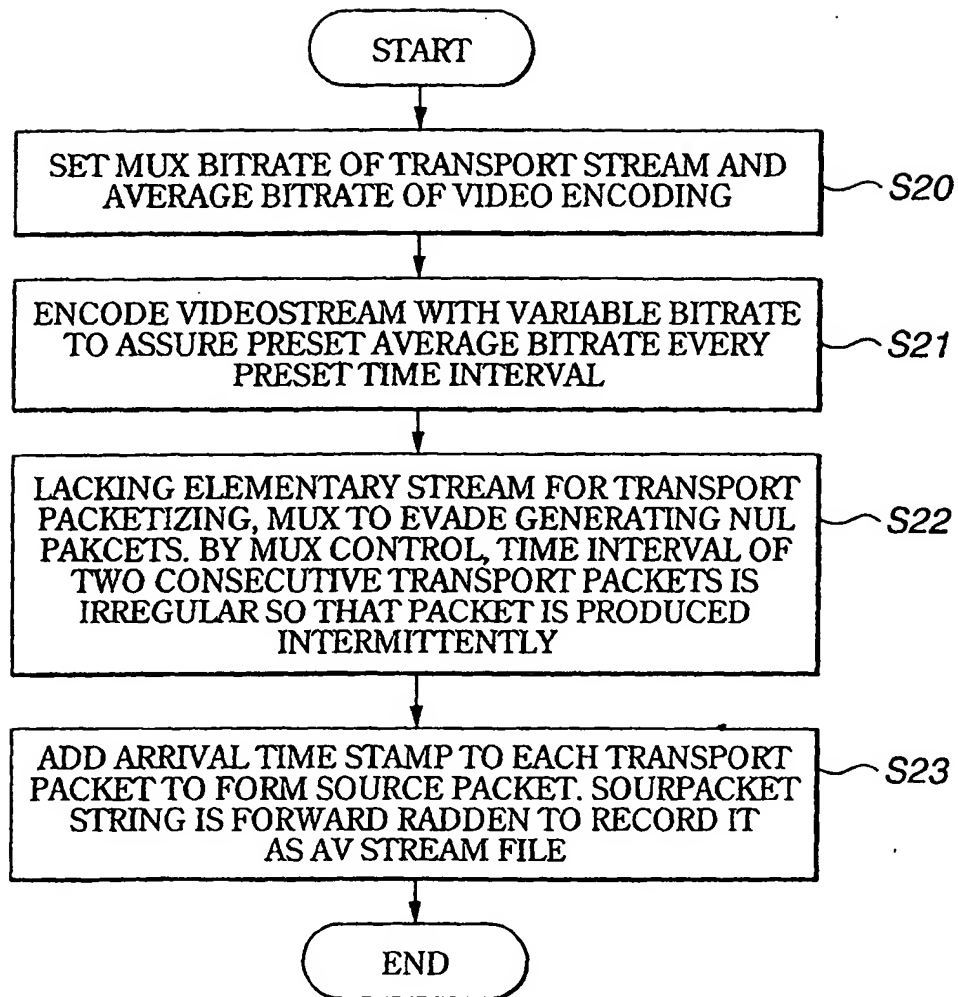 START
SET MUX BITRATE OF TRANSPORT STREAM AND
AVERAGE BITRATE OF VIDEO ENCODING
S20
ENCODE VIDEOSTREAM WITH VARIABLE BITRATE
TO ASSURE PRESET AVERAGE BITRATE EVERY
PRESET TIME INTERVAL
S21
LACKING ELEMENTARY STREAM FOR TRANSPORT
PACKETIZING, MUX TO EVADE GENERATING NUL
PAKCETS. BY MUX CONTROL, TIME INTERVAL OF
TWO CONSECUTIVE TRANSPORT PACKETS IS
IRREGULAR SO THAT PACKET IS PRODUCED
INTERMITTENTLY
S22
ADD ARRIVAL TIME STAMP TO EACH TRANSPORT
PACKET TO FORM SOURCE PACKET. SOURPACKET
STRING IS FORWARD RADDEN TO RECORD IT
AS AV STREAM FILE
S23
END